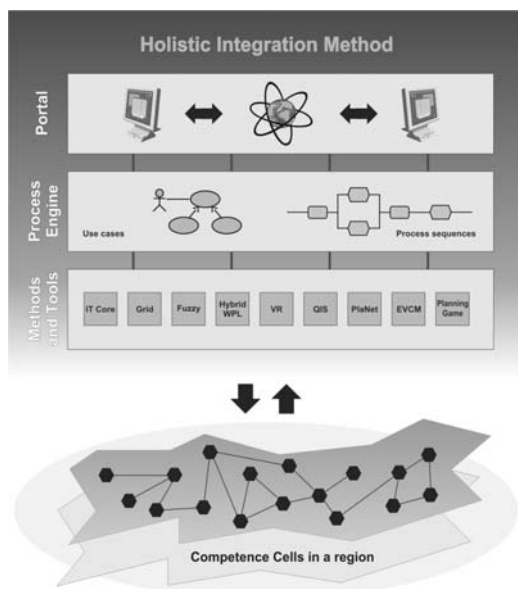 Holistic Integration Method
Portal
Process
Engine
Use cases
Process sequences
Methods and Tools
IT Core
Grid
Fuzzy
Hybrid
WPL
VR
QIS
PlaNet
EVCM
Planning
Game
Competence Cells in a region